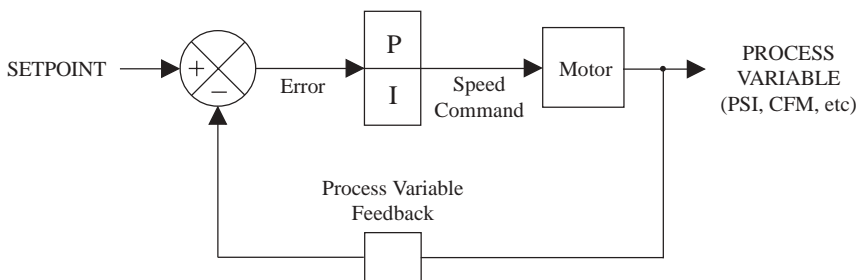 SETPOINT
+
−
Error
P
I
Speed
Command
Motor
PROCESS
VARIABLE
(PSI, CFM, etc)
Process Variable
Feedback